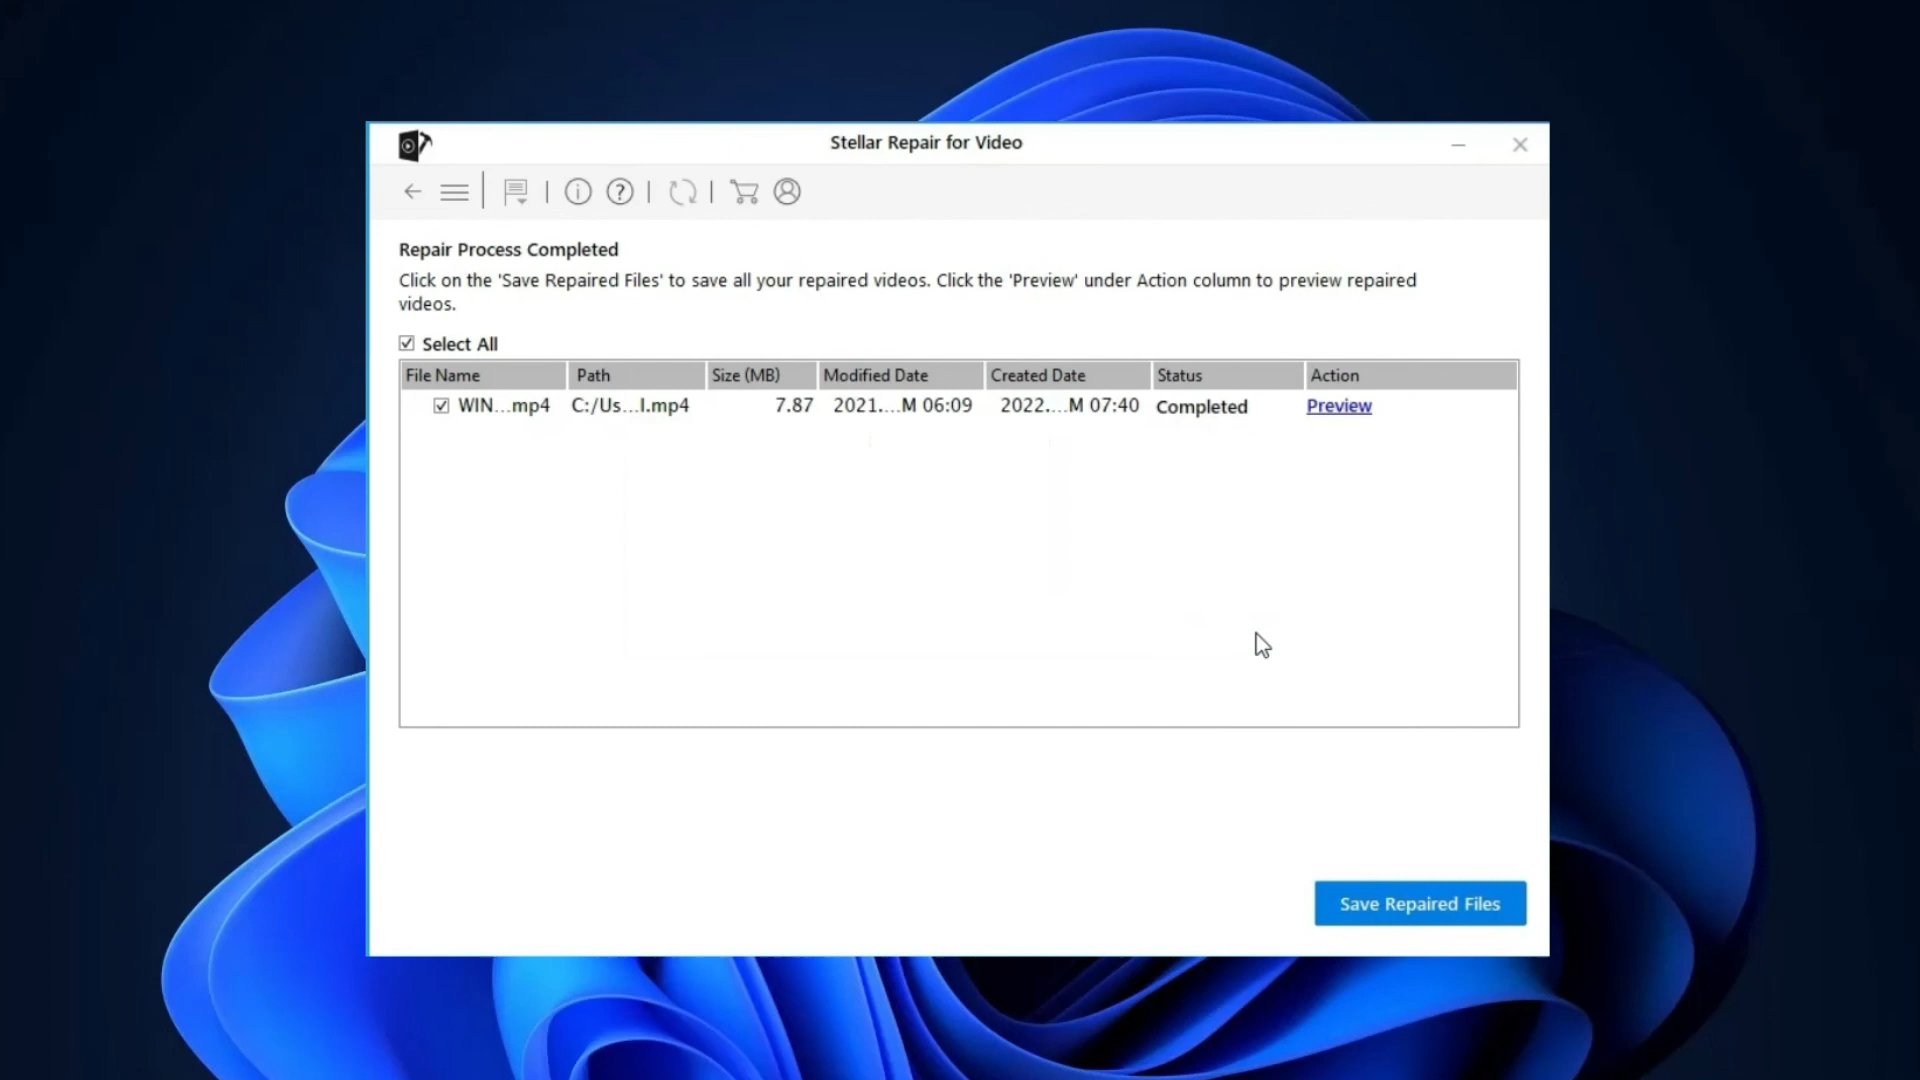 Stellar Repair for Video
Repair Process Completed
Click on the 'Save Repaired Files' to save all your repaired videos. Click the 'Preview' under Action column to preview repaired
videos.
Select All
File Name Path Size (MB) Modified Date Created Date Status Action
WIN...mp4 C:/Us...l.mp4 7.87 2021....M 06:09 2022....M 07:40 Completed Preview
Save Repaired Files